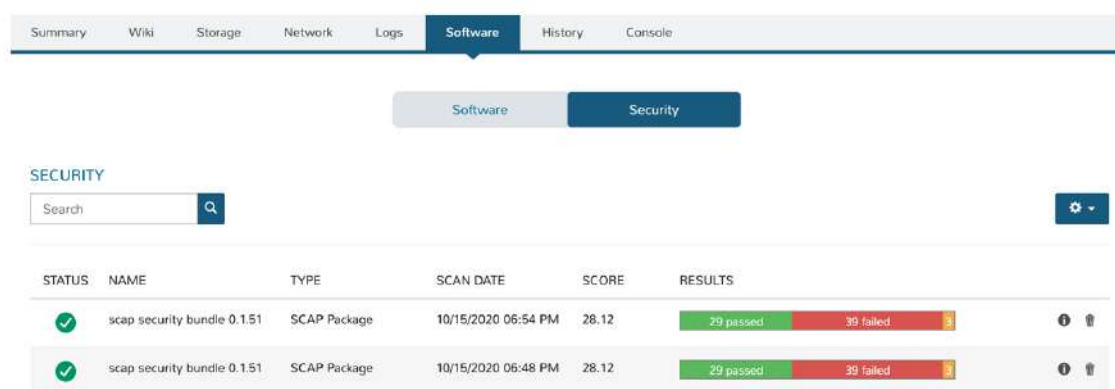 Summary Wiki Storage Network Logs Software History Console
Software Security
SECURITY
Search
STATUS NAME TYPE SCAN DATE SCORE RESULTS
scap security bundle 0.1.51 SCAP Package 10/15/2020 06:54 PM 28.12 29 passed 39 failed 3
scap security bundle 0.1.51 SCAP Package 10/15/2020 06:48 PM 28.12 29 passed 39 failed 3